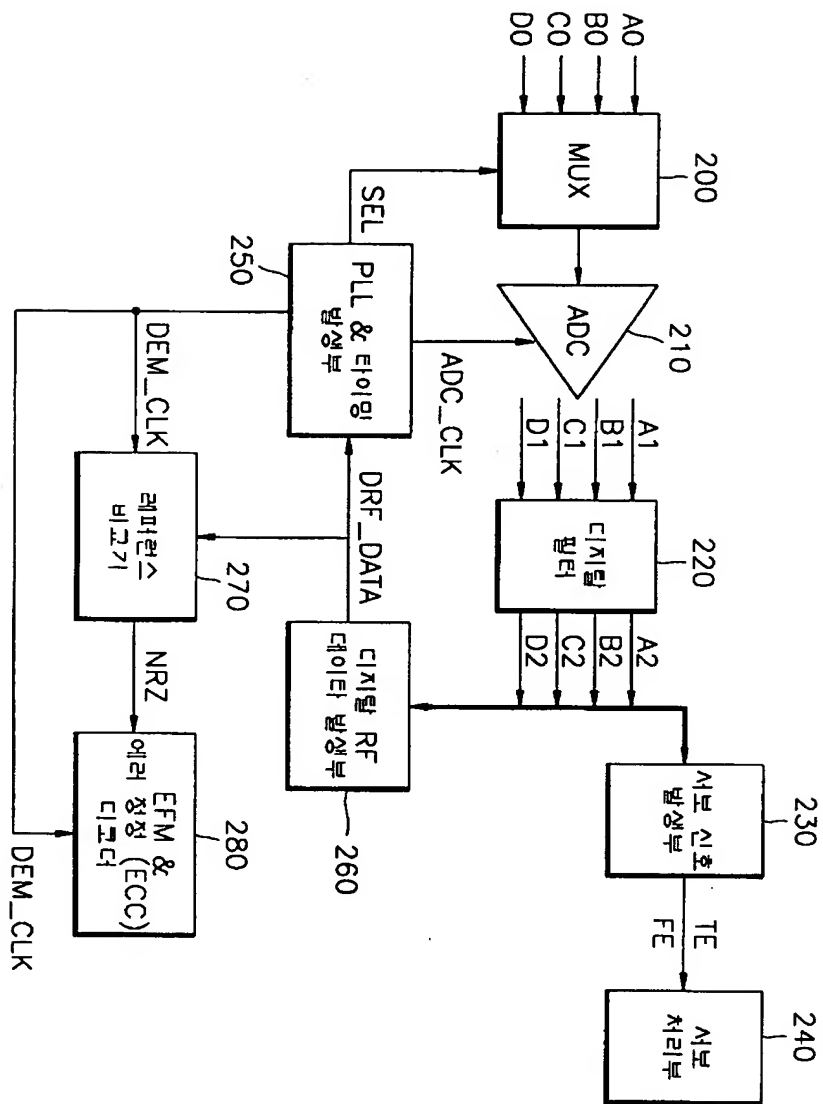 A0
B0
C0
D0
200
MUX
SEL
ADC
210
ADC_CLK
A1
B1
C1
D1
디지탈
필터
220
A2
B2
C2
D2
서보 신호
발생부
230
TE
FE
서보
처리부
240
250
PLL & 타이밍
발생부
DRF_DATA
디지탈 RF
데이타 발생부
260
DEM_CLK
레퍼런스
비교기
270
NRZ
EFM &
에러 정정 (ECC)
디코더
280
DEM_CLK